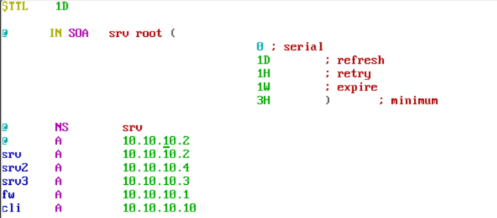 $TTL 1D
@ IN SOA srv root (
0 ; serial
1D ; refresh
1H ; retry
1W ; expire
3H ) ; minimum
@ NS srv
@ A 10.10.10.2
srv A 10.10.10.2
srv2 A 10.10.10.4
srv3 A 10.10.10.3
fw A 10.10.10.1
cli A 10.10.10.10